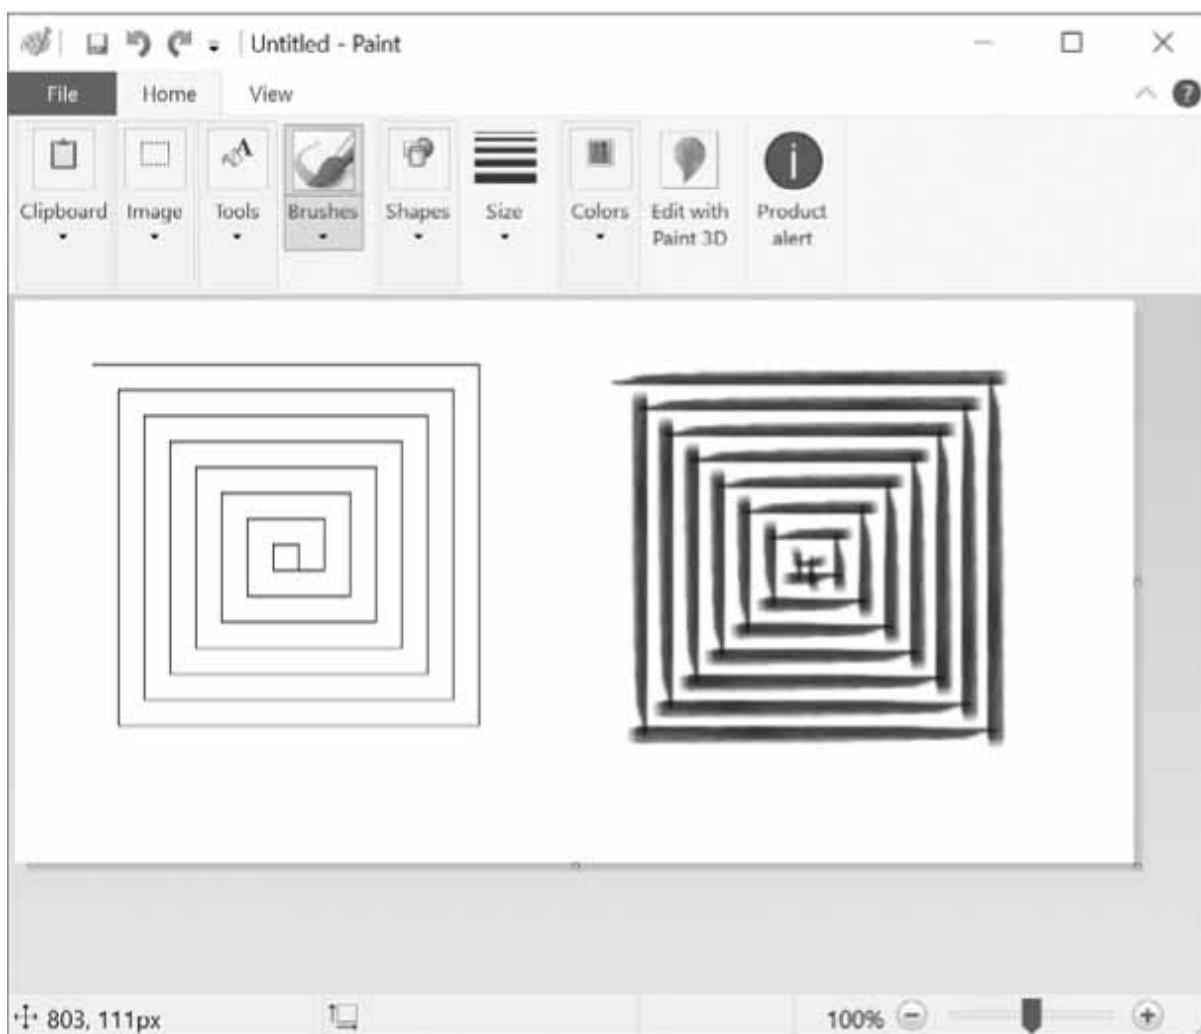 Untitled - Paint
File Home View
?
A
i
Clipboard Image Tools Brushes Shapes Size Colors Edit with Paint 3D Product alert
803, 111px
100%